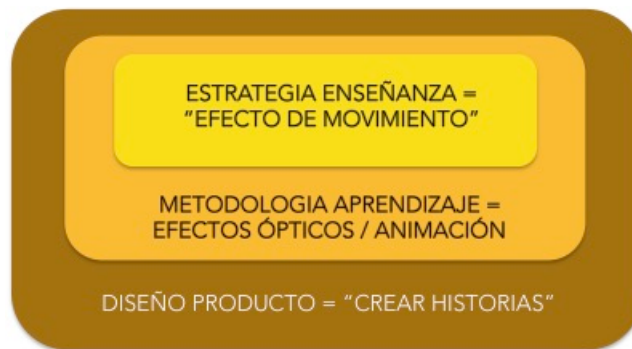 ESTRATEGIA ENSEÑANZA =
“EFECTO DE MOVIMIENTO”
METODOLOGIA APRENDIZAJE =
EFECTOS ÓPTICOS / ANIMACIÓN
DISEÑO PRODUCTO = “CREAR HISTORIAS”